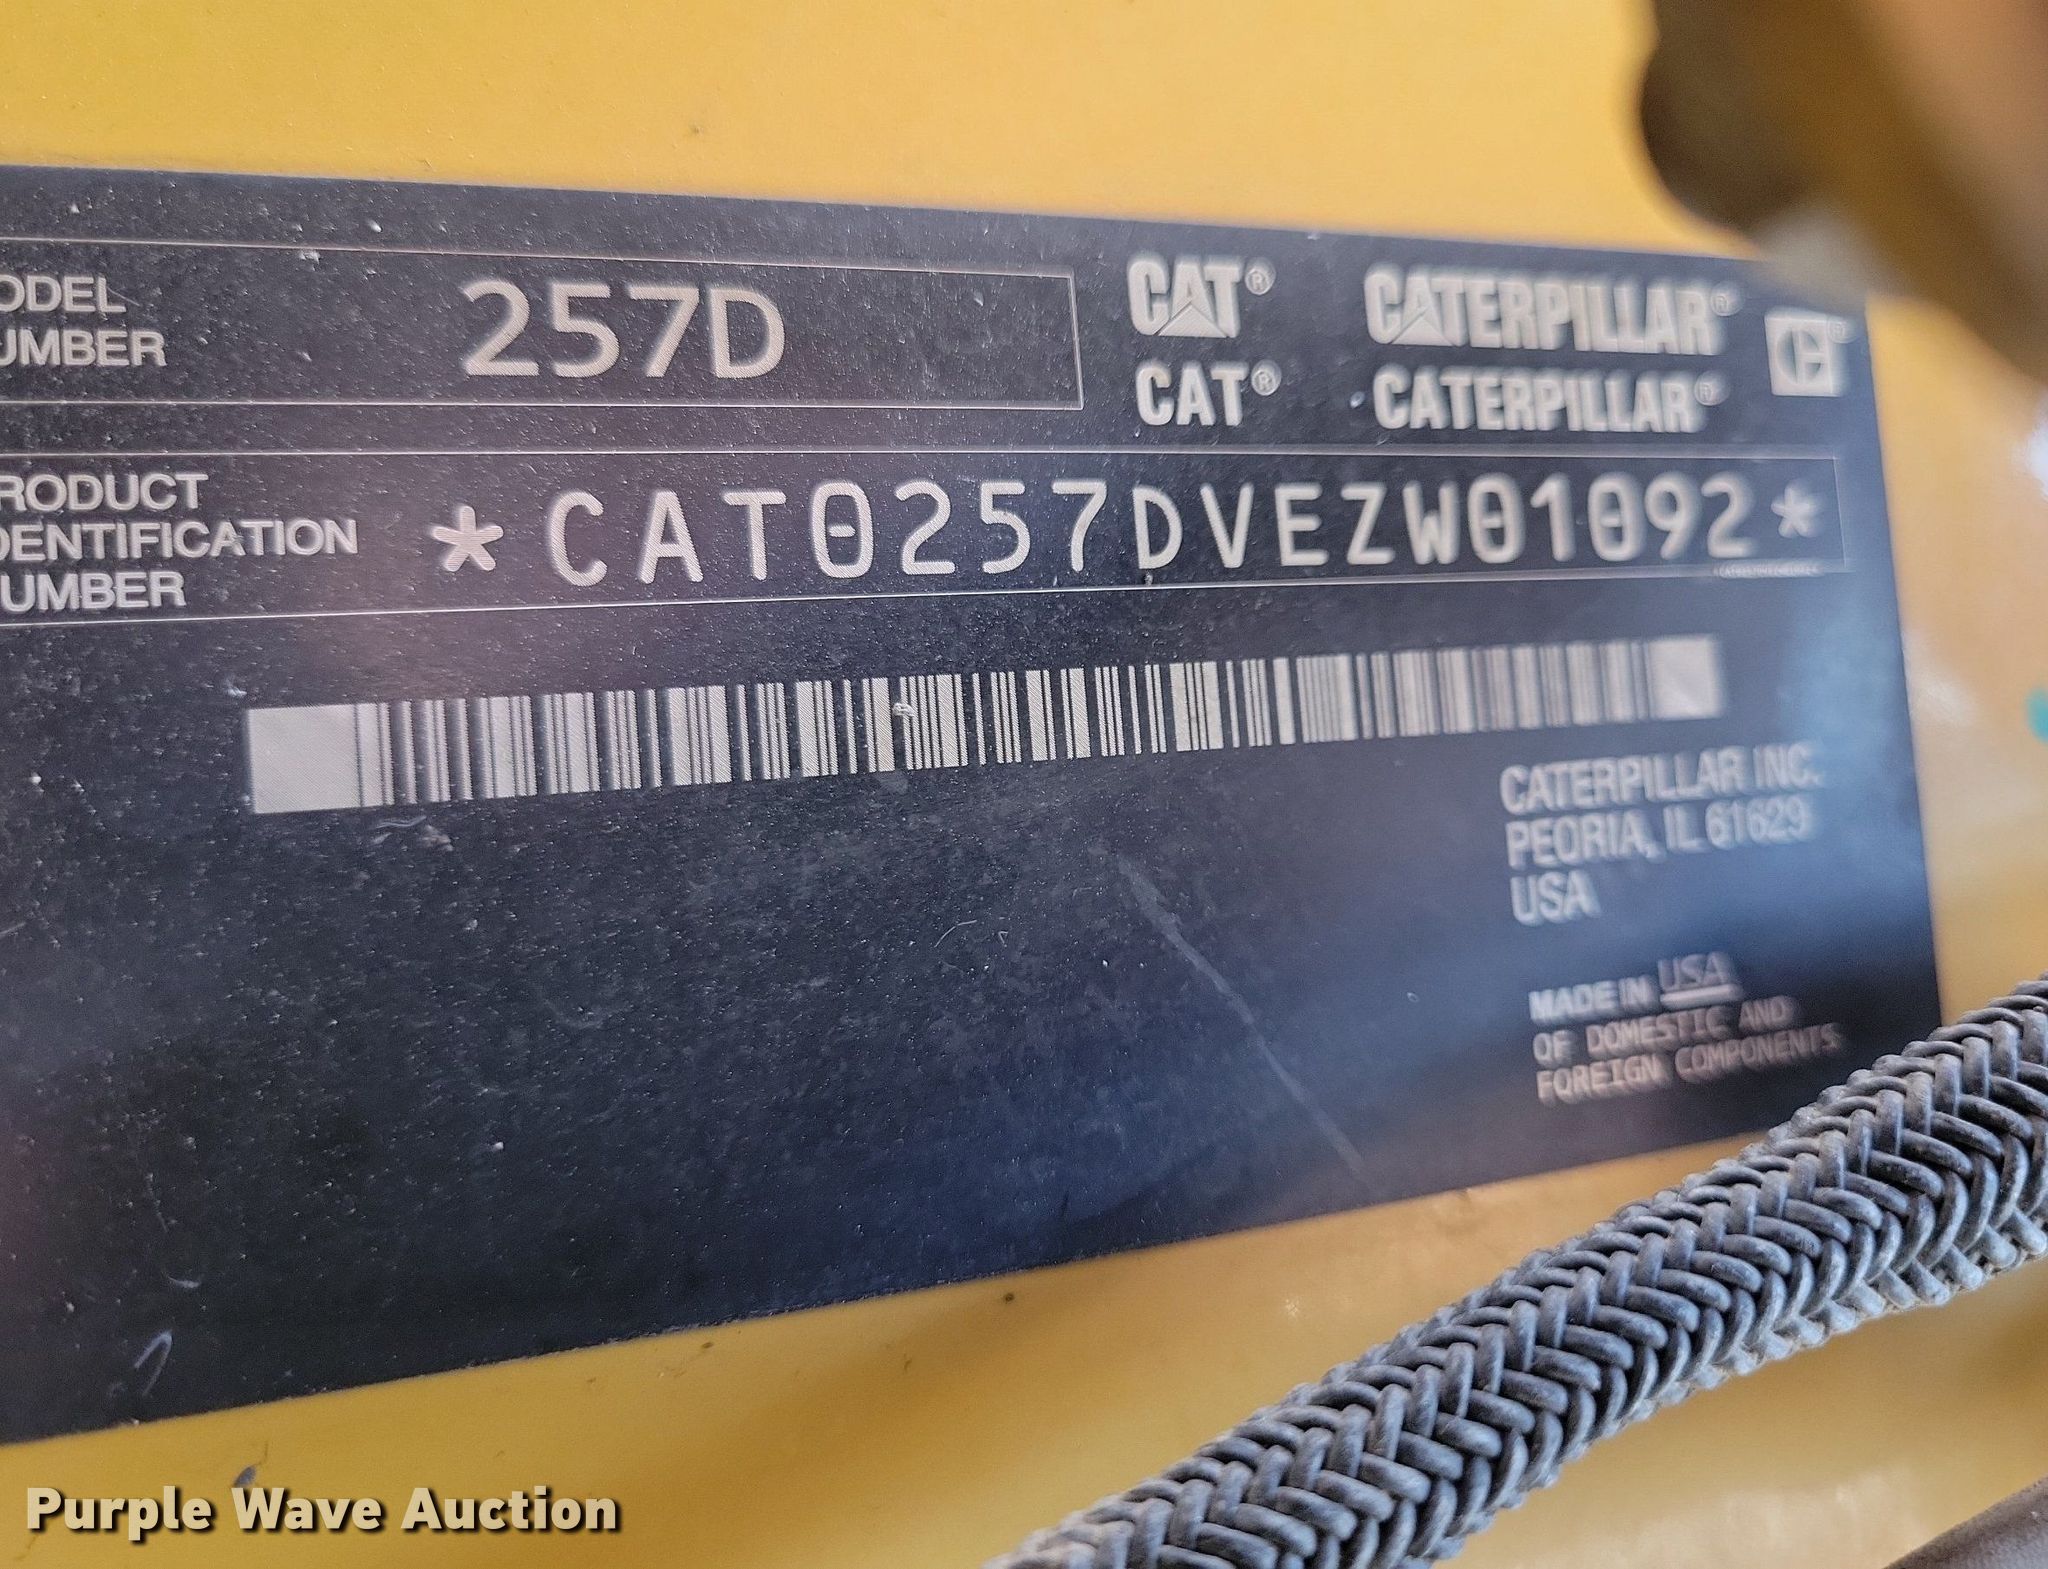 ODEL
UMBER
257D
CAT® CATERPILLAR®
CAT® CATERPILLAR®
RODUCT
DENTIFICATION
UMBER
*CAT0257DVEZW01092*
CATERPILLAR INC.
PEORIA, IL 61629
USA
MADE IN USA
OF DOMESTIC AND
FOREIGN COMPONENTS
Purple Wave Auction